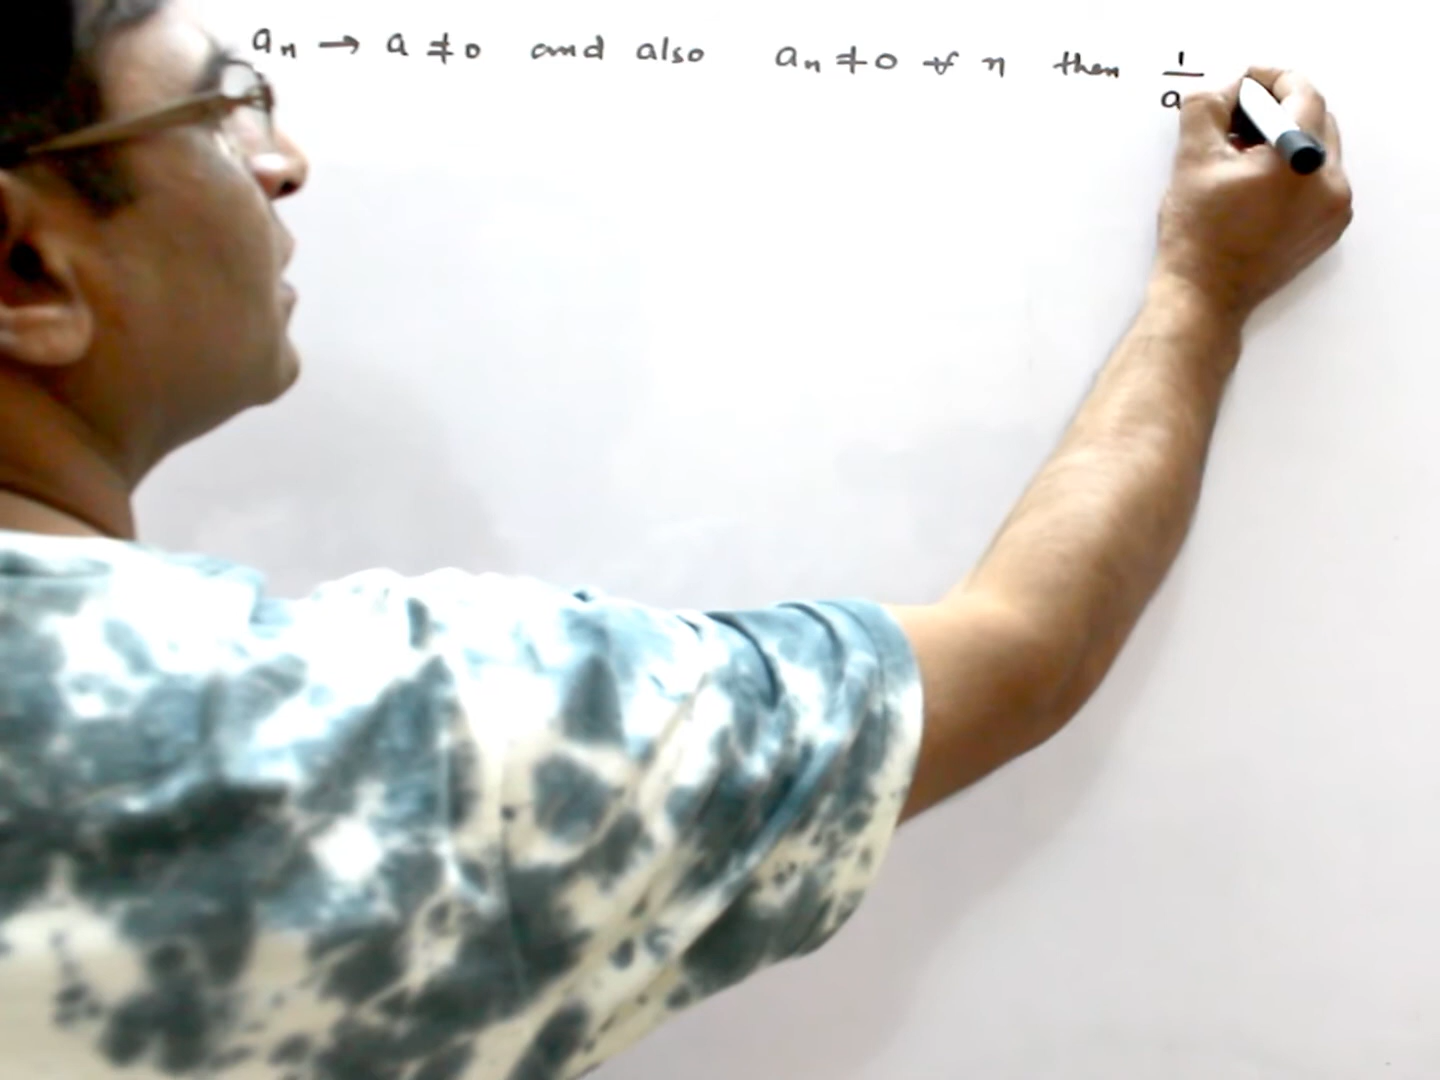 aₙ → a ≠ 0 and also aₙ ≠ 0 ∀ n then 1/a